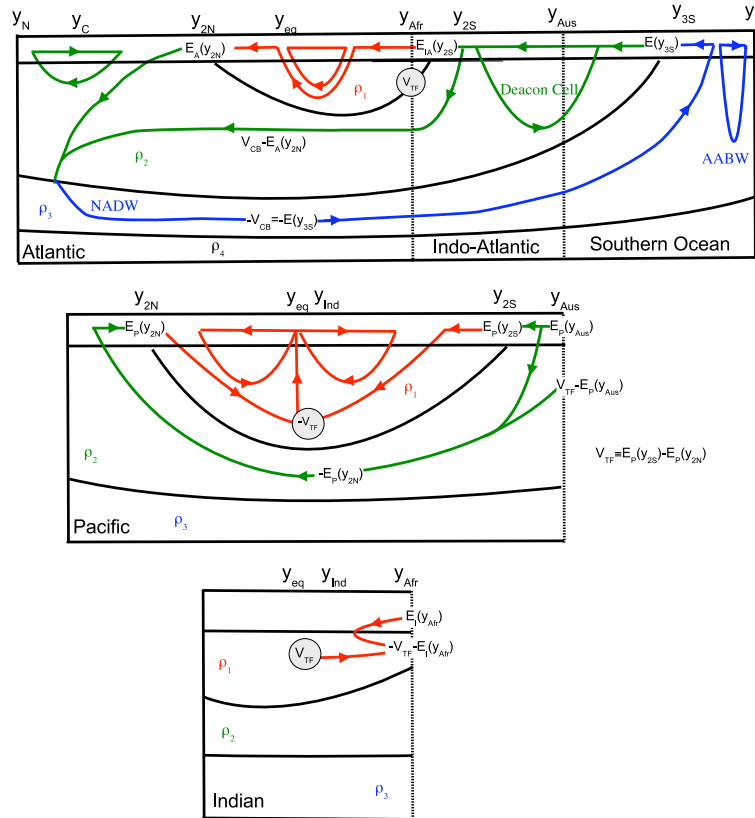 y_N y_C y_2N y_eq y_Afr y_2S y_Aus y_3S y
E_A(y_2N) E_IA(y_2S) E(y_3S)
ρ_1 V_TF Deacon Cell
ρ_2 V_CB-E_A(y_2N) AABW
ρ_3 NADW -V_CB=-E(y_3S)
Atlantic ρ_4 Indo-Atlantic Southern Ocean
y_2N y_eq y_Ind y_2S y_Aus
E_P(y_2N) E_P(y_2S) E_P(y_Aus)
ρ_1 V_TF-E_P(y_Aus)
-V_TF
ρ_2 -E_P(y_2N) V_TF≡E_P(y_2S)-E_P(y_2N)
Pacific ρ_3
y_eq y_Ind y_Afr
E_I(y_Afr)
ρ_1 V_TF -V_TF-E_I(y_Afr)
ρ_2
Indian ρ_3